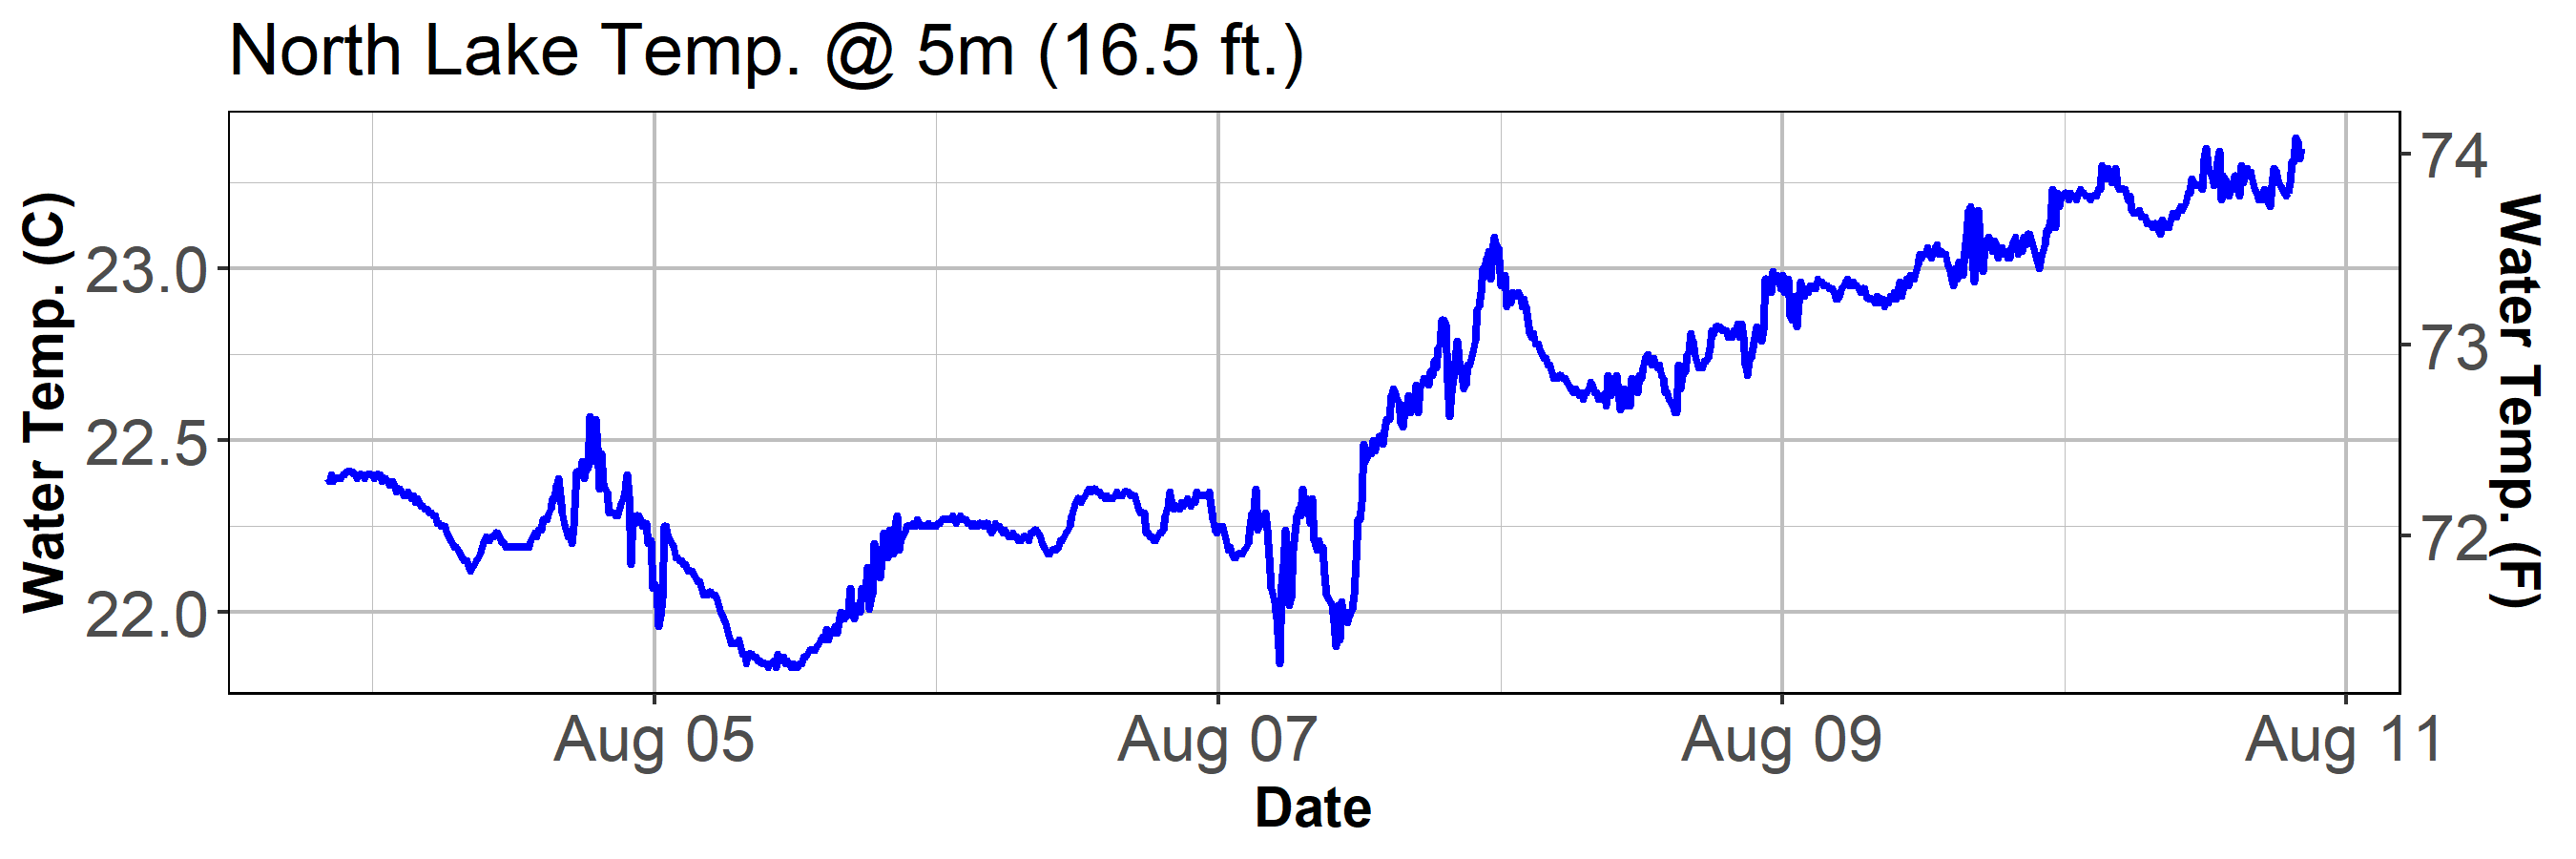 North Lake Temp. @ 5m (16.5 ft.)
Water Temp. (C)
23.0
22.5
22.0
74
73
72
Water Temp. (F)
Aug 05 Aug 07 Aug 09 Aug 11
Date